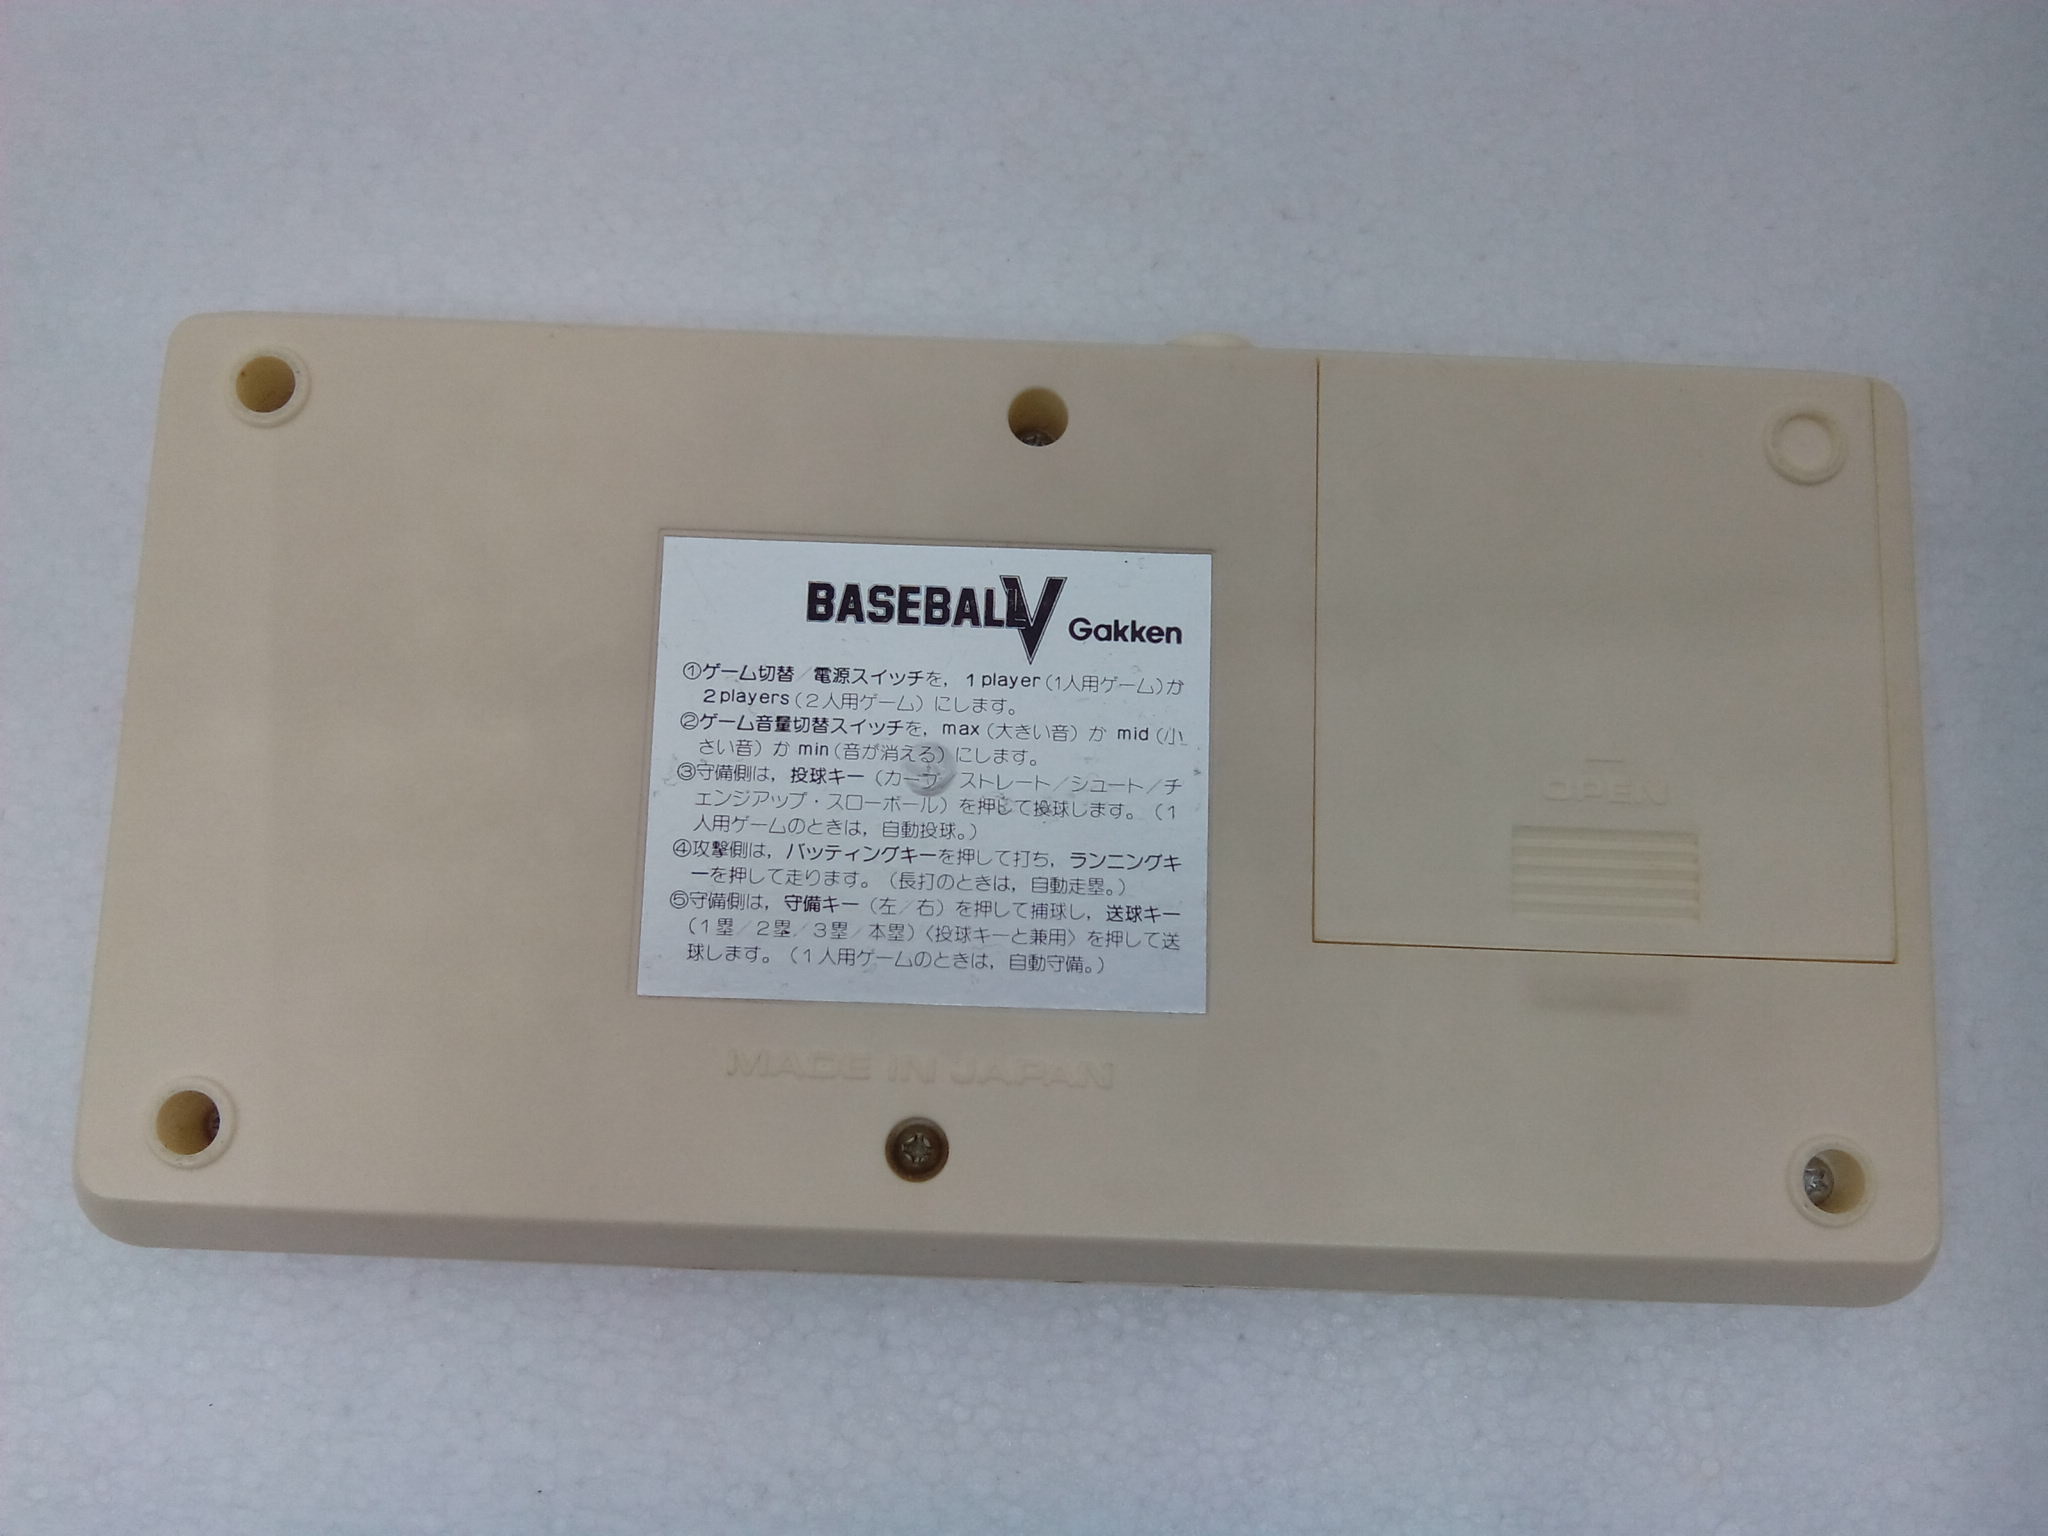 BASEBALL V Gakken
①ゲーム切替／電源スイッチを，1 player（1人用ゲーム）か
2players（2人用ゲーム）にします。
②ゲーム音量切替スイッチを，max（大きい音）か mid（小
さい音）か min（音が消える）にします。
③守備側は，投球キー（カーブ／ストレート／シュート／チ
ェンジアップ・スローボール）を押して投球します。（1
人用ゲームのときは，自動投球。）
④攻撃側は，バッティングキーを押して打ち，ランニングキ
ーを押して走ります。（長打のときは，自動走塁。）
⑤守備側は，守備キー（左／右）を押して捕球し，送球キー
（1塁／2塁／3塁／本塁）〈投球キーと兼用〉を押して送
球します。（1人用ゲームのときは，自動守備。）
OPEN
MADE IN JAPAN